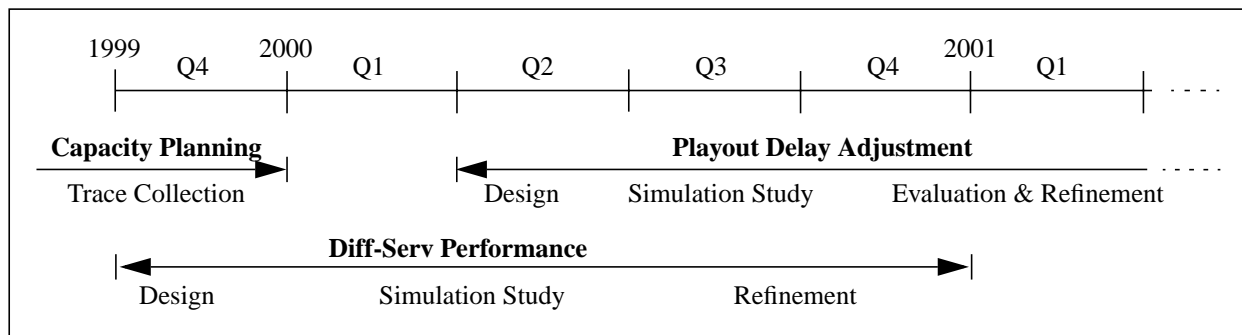 1999 2000 2001
Q4 Q1 Q2 Q3 Q4 Q1
Capacity Planning Playout Delay Adjustment
Trace Collection Design Simulation Study Evaluation & Refinement
Diff-Serv Performance
Design Simulation Study Refinement